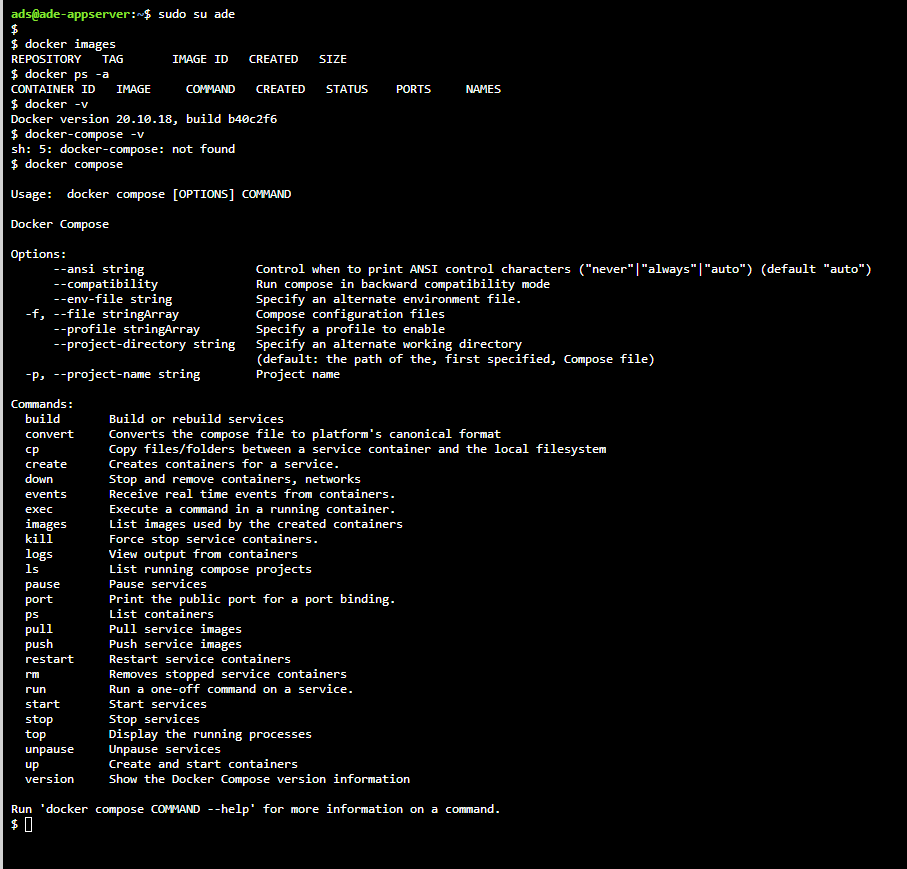 ads@ade-appserver:~$ sudo su ade
$
$ docker images
REPOSITORY   TAG       IMAGE ID   CREATED   SIZE
$ docker ps -a
CONTAINER ID   IMAGE     COMMAND   CREATED   STATUS    PORTS     NAMES
$ docker -v
Docker version 20.10.18, build b40c2f6
$ docker-compose -v
sh: 5: docker-compose: not found
$ docker compose

Usage:  docker compose [OPTIONS] COMMAND

Docker Compose

Options:
      --ansi string                Control when to print ANSI control characters ("never"|"always"|"auto") (default "auto")
      --compatibility              Run compose in backward compatibility mode
      --env-file string            Specify an alternate environment file.
  -f, --file stringArray           Compose configuration files
      --profile stringArray        Specify a profile to enable
      --project-directory string   Specify an alternate working directory
                                   (default: the path of the, first specified, Compose file)
  -p, --project-name string        Project name

Commands:
  build       Build or rebuild services
  convert     Converts the compose file to platform's canonical format
  cp          Copy files/folders between a service container and the local filesystem
  create      Creates containers for a service.
  down        Stop and remove containers, networks
  events      Receive real time events from containers.
  exec        Execute a command in a running container.
  images      List images used by the created containers
  kill        Force stop service containers.
  logs        View output from containers
  ls          List running compose projects
  pause       Pause services
  port        Print the public port for a port binding.
  ps          List containers
  pull        Pull service images
  push        Push service images
  restart     Restart service containers
  rm          Removes stopped service containers
  run         Run a one-off command on a service.
  start       Start services
  stop        Stop services
  top         Display the running processes
  unpause     Unpause services
  up          Create and start containers
  version     Show the Docker Compose version information

Run 'docker compose COMMAND --help' for more information on a command.
$